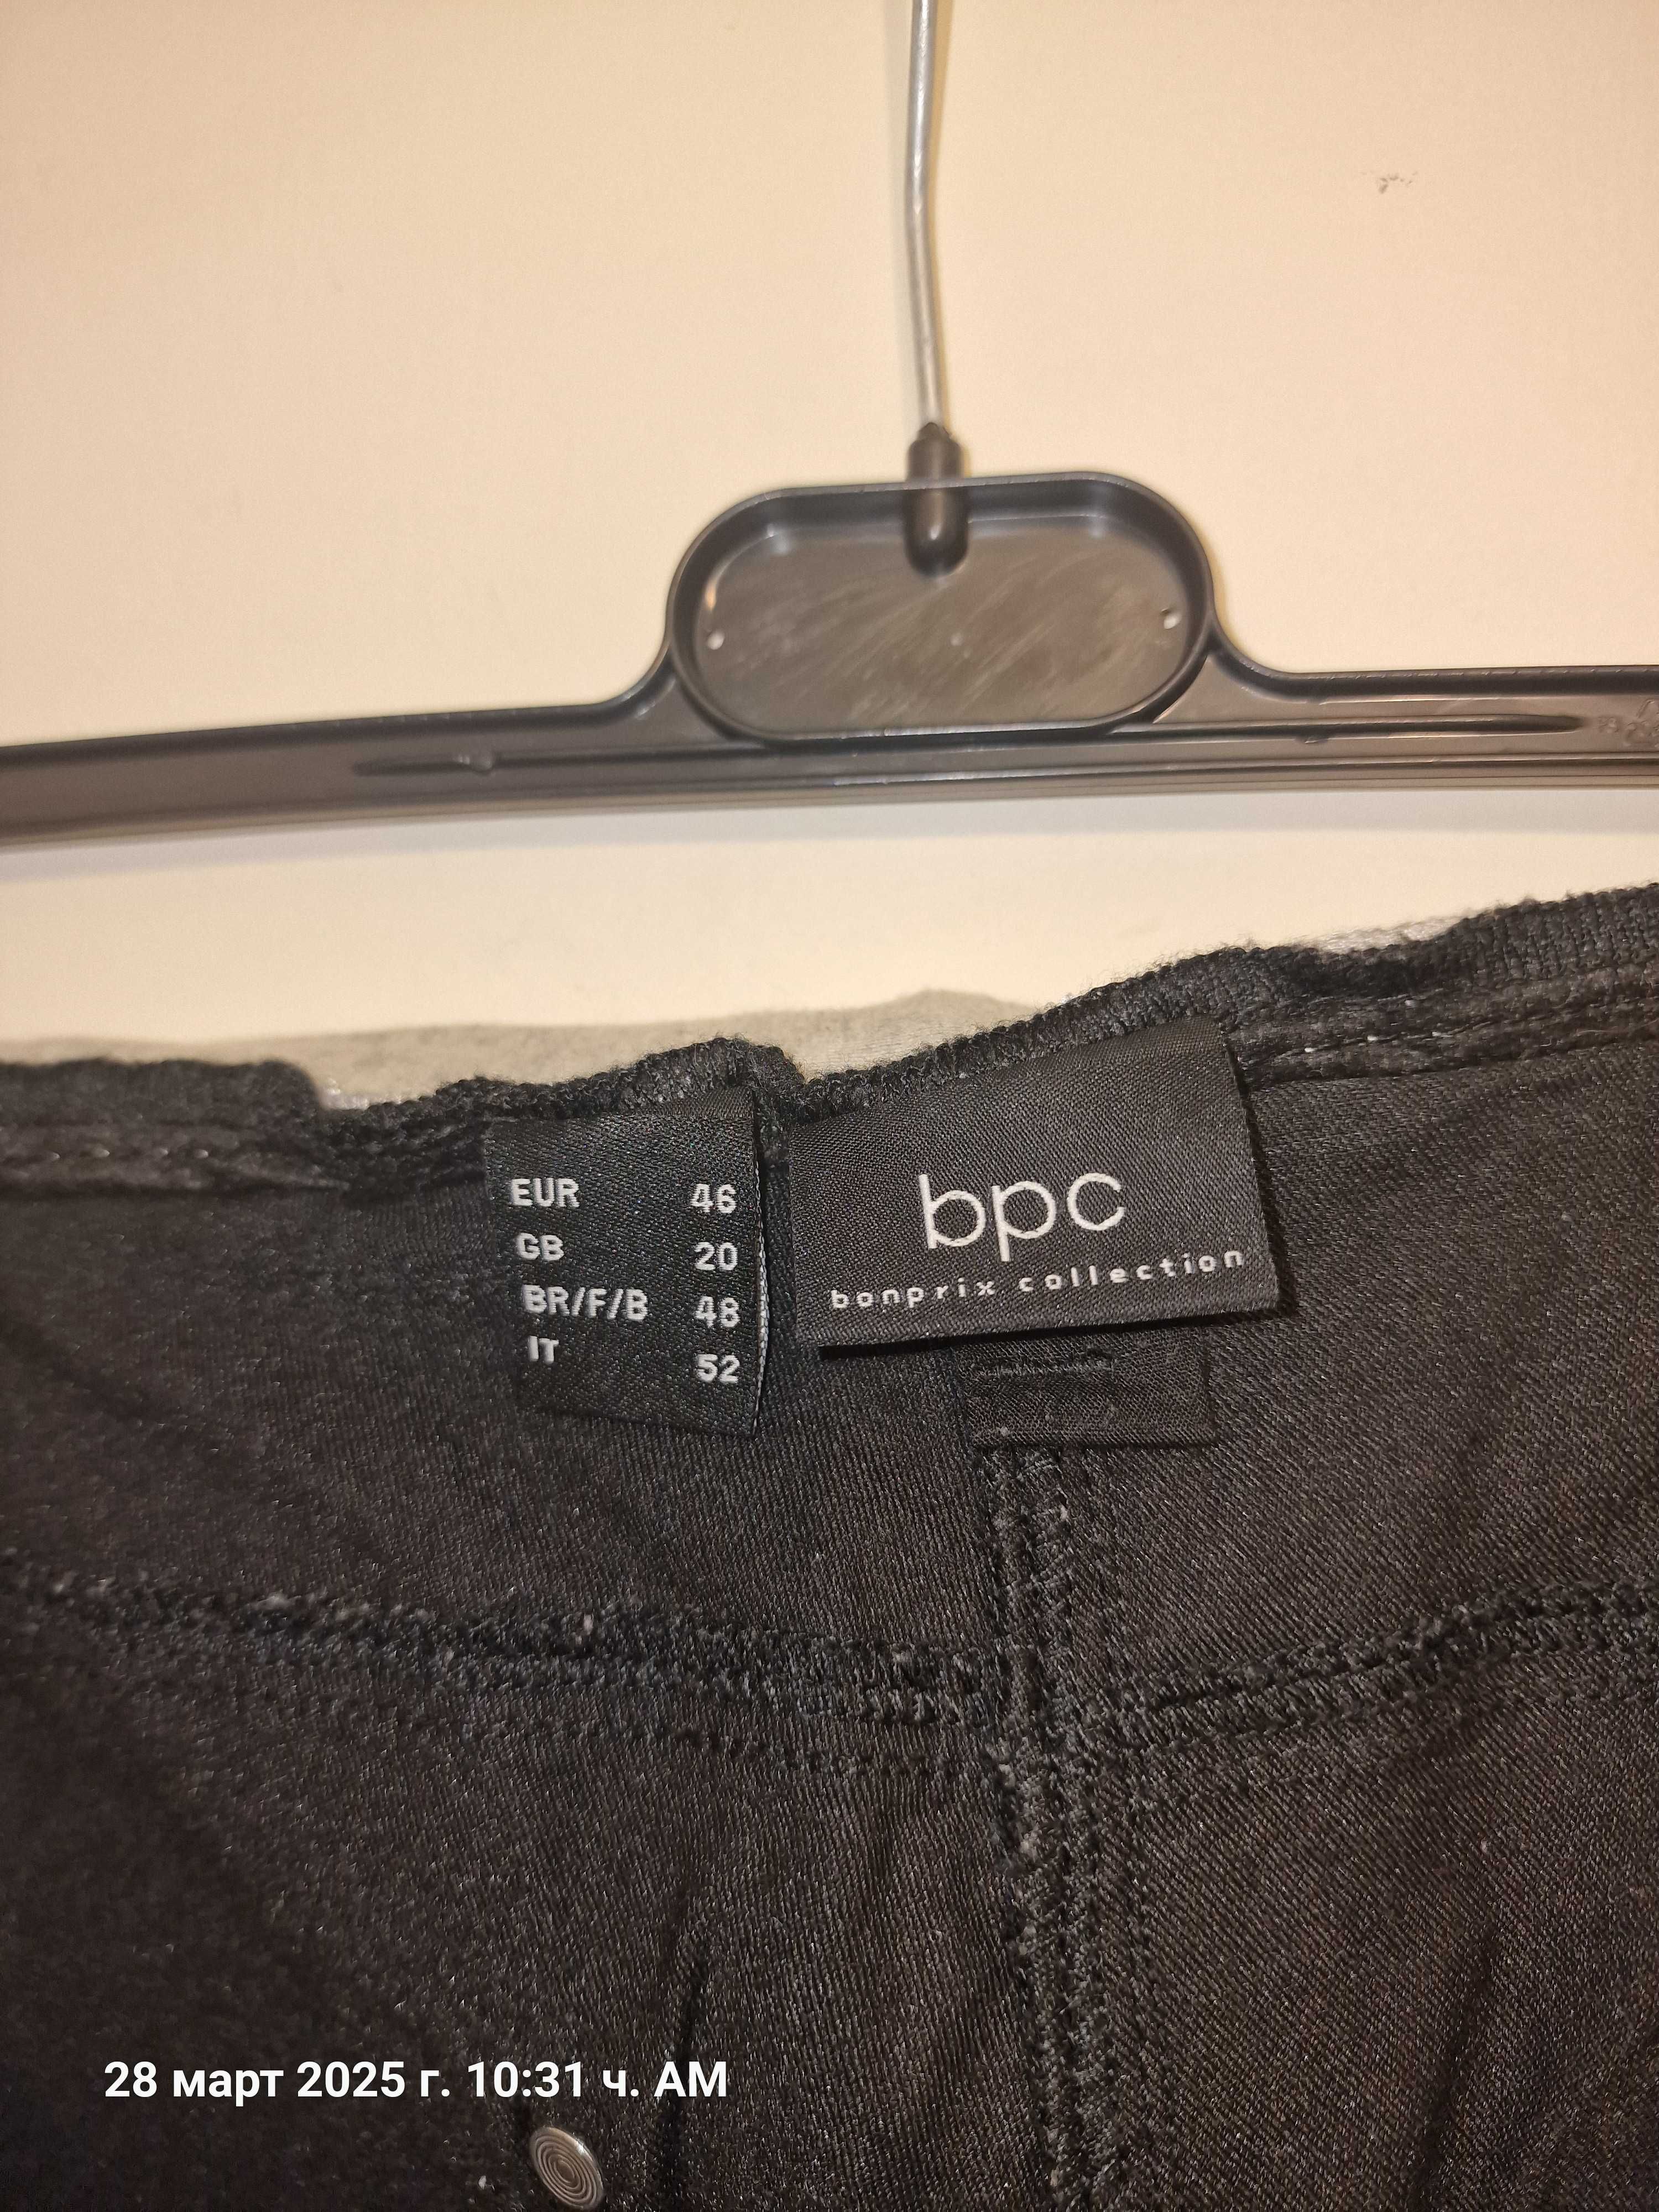 EUR 46
GB 20
BR/F/B 48
IT 52
bpc
bonprix collection
28 март 2025 г. 10:31 ч. AM